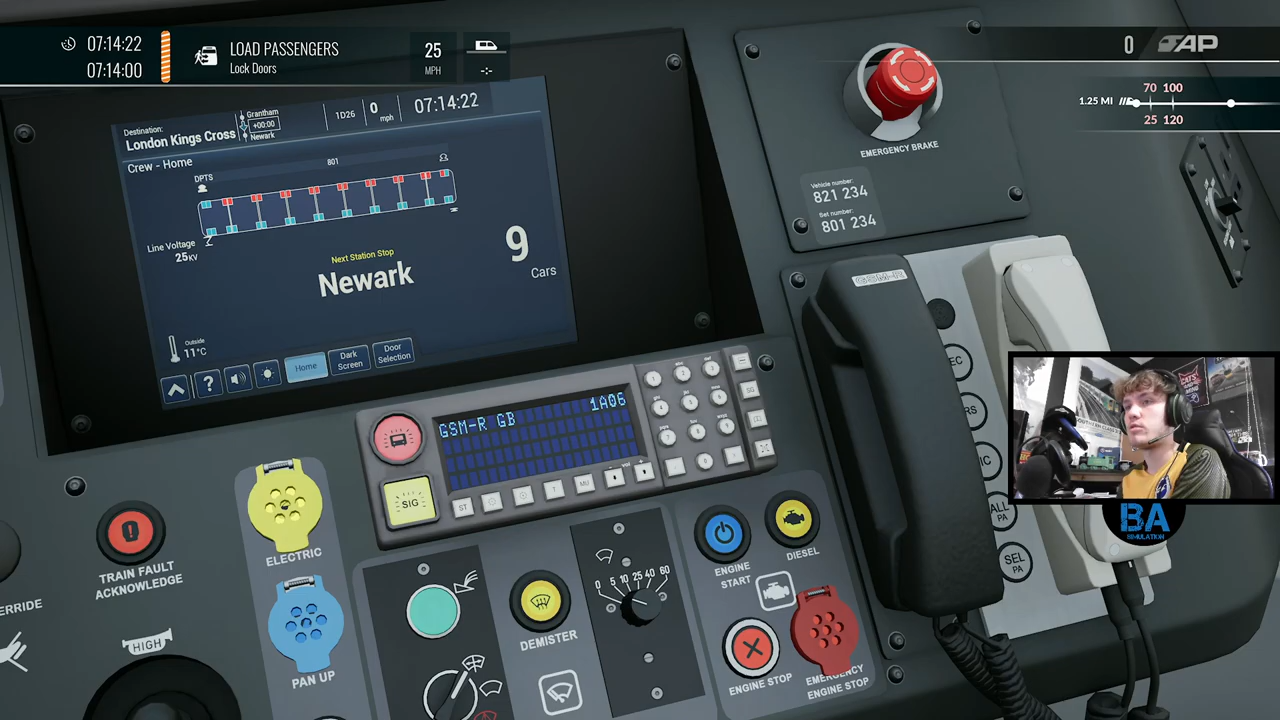 07:14:22
07:14:00
LOAD PASSENGERS
Lock Doors
25
MPH
0
AP
1.25 MI
70 100
25 120
Destination:
London Kings Cross
Grantham
+00:00
Newark
1D26
0
mph
07:14:22
Crew - Home
801
DPTS
Line Voltage
25KV
Next Station Stop
Newark
9
Cars
Outside
11°C
?
Home
Dark
Screen
Door
Selection
EMERGENCY BRAKE
Vehicle number:
821 234
Set number:
801 234
GSM-R
GSM-R GB
1A06
SIG
ST
T
MU
TRAIN FAULT
ACKNOWLEDGE
ELECTRIC
PAN UP
HIGH
DEMISTER
0 5 10 25 40 60
ENGINE
START
DIESEL
ENGINE STOP
EMERGENCY
ENGINE STOP
ALL
PA
SEL
PA
BA
SIMULATION